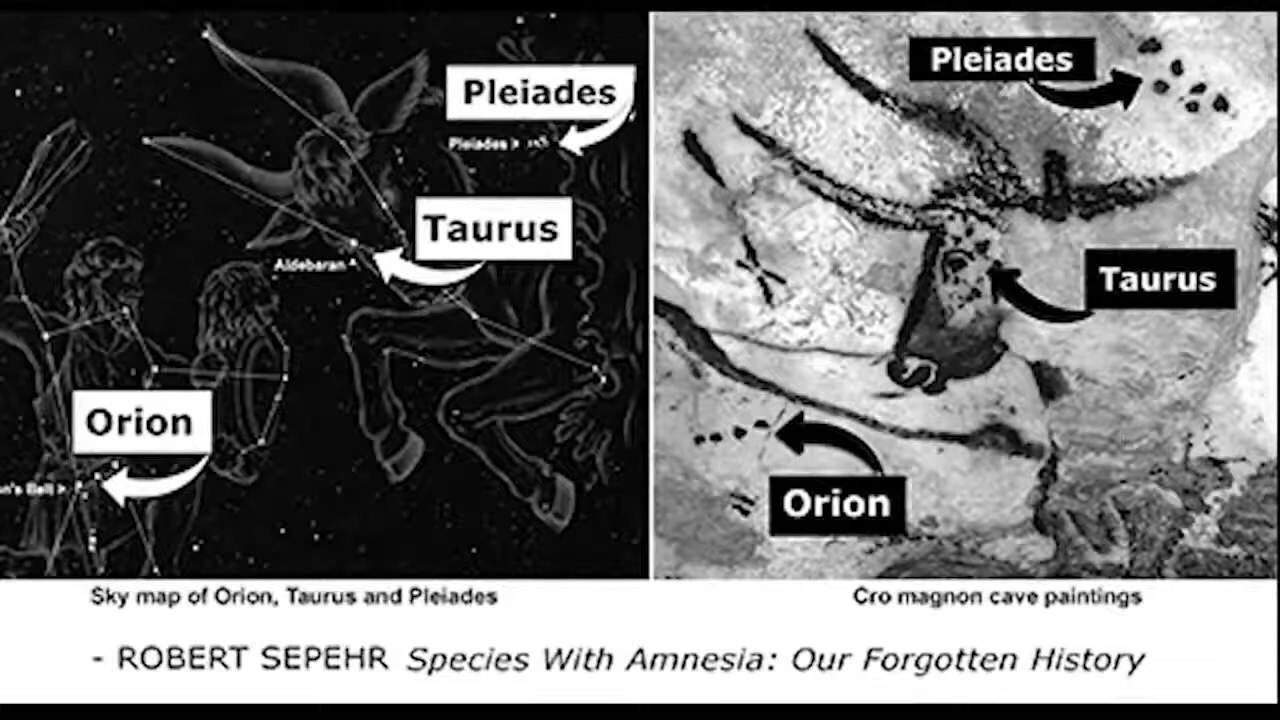 Pleiades
Pleiades >
Taurus
Aldebaran ^
Orion
n's Belt >
Pleiades
Taurus
Orion
Sky map of Orion, Taurus and Pleiades
Cro magnon cave paintings
- ROBERT SEPEHR Species With Amnesia: Our Forgotten History